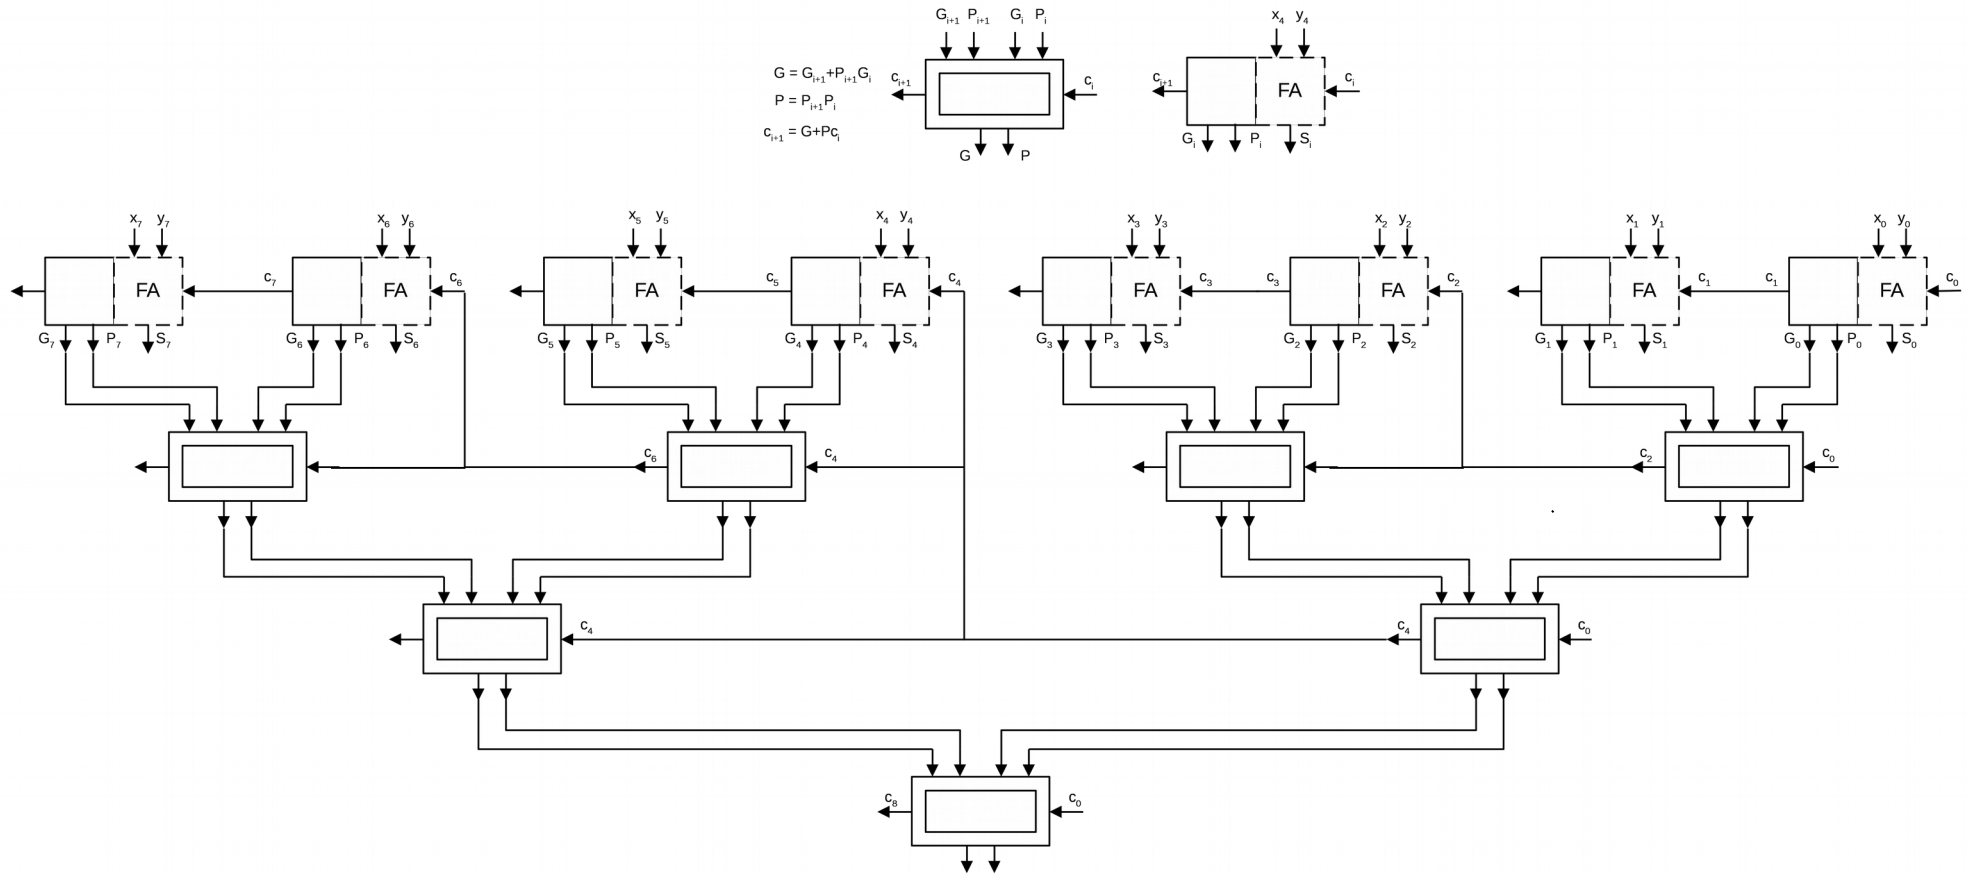 G_{i+1} P_{i+1} G_i P_i
x_4 y_4
G = G_{i+1}+P_{i+1}G_i
c_{i+1} c_i
c_{i+1} FA c_i
P = P_{i+1}P_i
c_{i+1} = G+Pc_i
G_i P_i S_i
G P
x_7 y_7 x_6 y_6 x_5 y_5 x_4 y_4 x_3 y_3 x_2 y_2 x_1 y_1 x_0 y_0
FA c_7 FA c_6 FA c_5 FA c_4 FA c_3 c_3 FA c_2 FA c_1 c_1 FA c_0
G_7 P_7 S_7 G_6 P_6 S_6 G_5 P_5 S_5 G_4 P_4 S_4 G_3 P_3 S_3 G_2 P_2 S_2 G_1 P_1 S_1 G_0 P_0 S_0
c_6 c_4 c_2 c_0
c_4 c_4 c_0
c_8 c_0